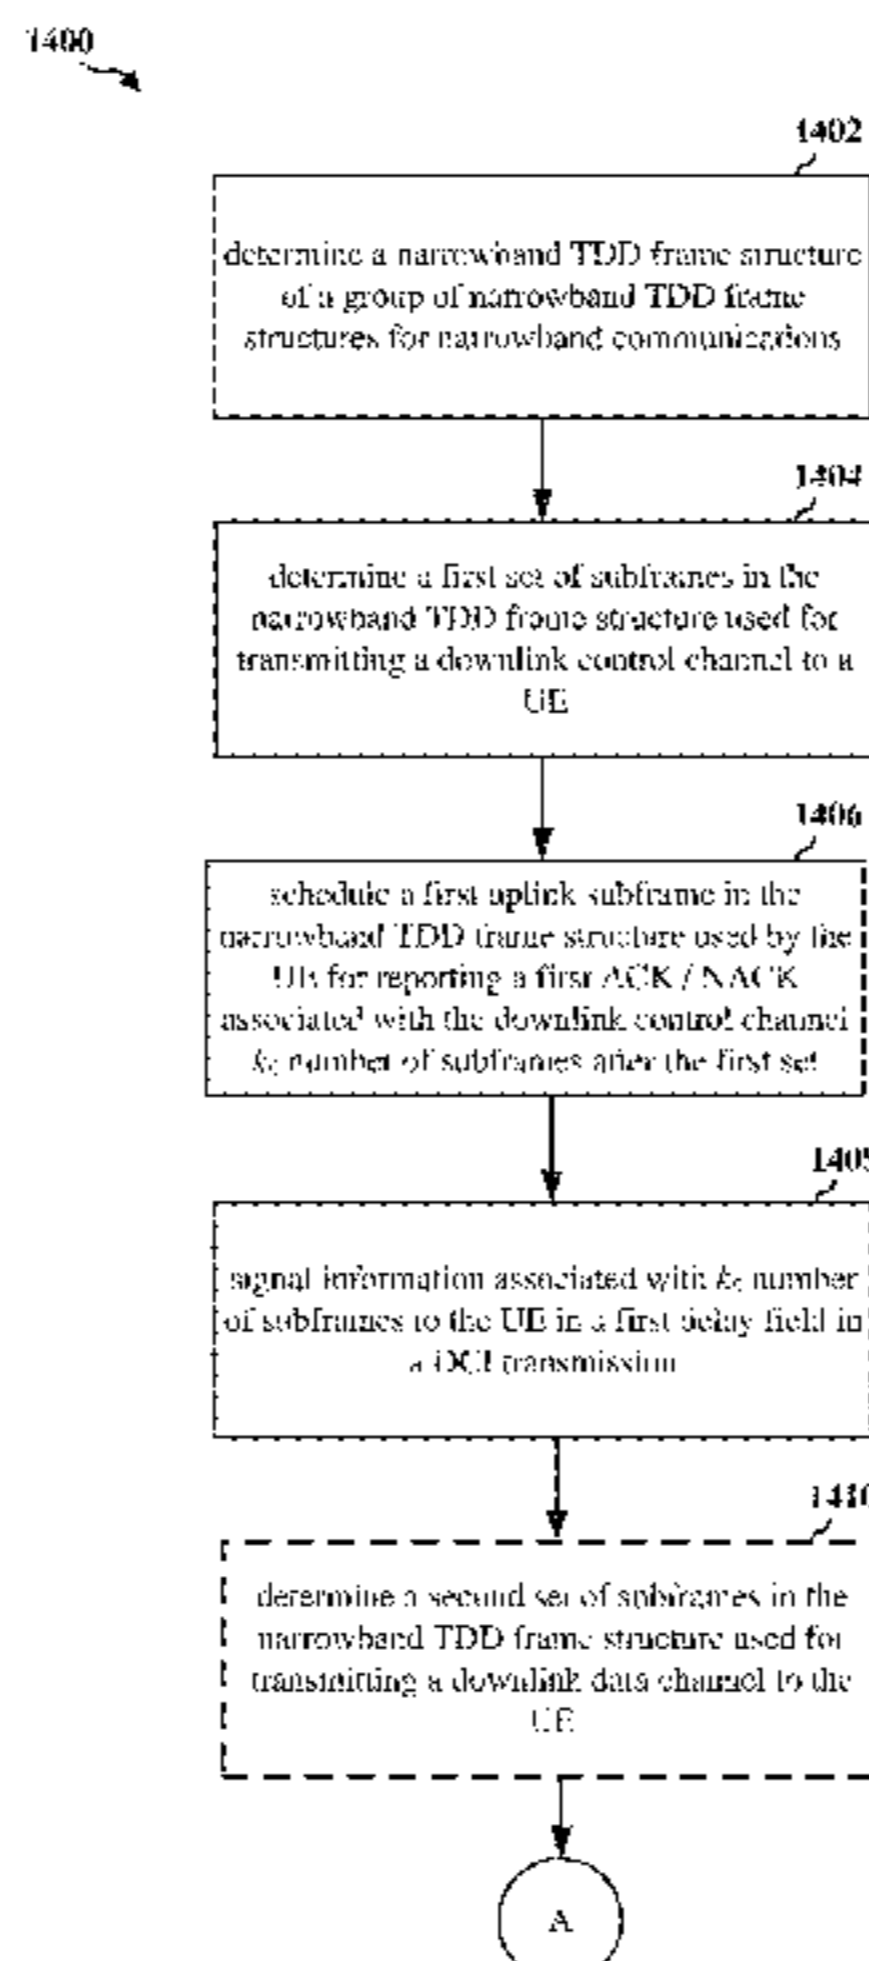 1400
1402
determine a narrowband TDD frame structure
of a group of narrowband TDD frame
structures for narrowband communications
1404
determine a first set of subframes in the
narrowband TDD frame structure used for
transmitting a downlink control channel to a
UE
1406
schedule a first uplink subframe in the
narrowband TDD frame structure used by the
UE for reporting a first ACK / NACK
associated with the downlink control channel
number of subframes after the first set
signal information associated with number
of subframes to the UE in a first delay field in
a DCI transmission
1410
determine a second set of subframes in the
narrowband TDD frame structure used for
transmitting a downlink data channel to the
UE
A